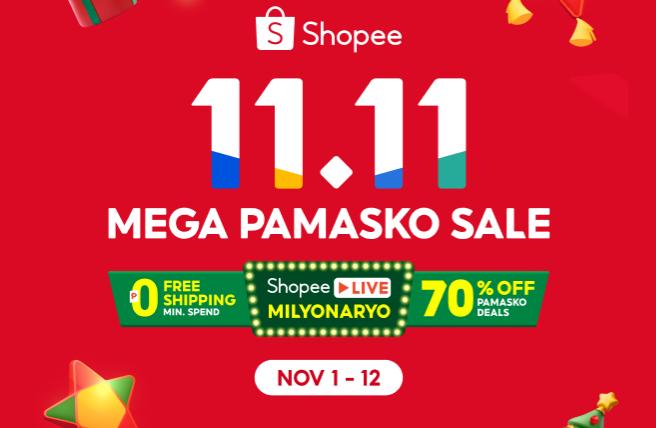 Shopee
11.11
MEGA PAMASKO SALE
₱0 FREE
SHIPPING
MIN. SPEND
Shopee LIVE
MILYONARYO
70% OFF
PAMASKO
DEALS
NOV 1 - 12